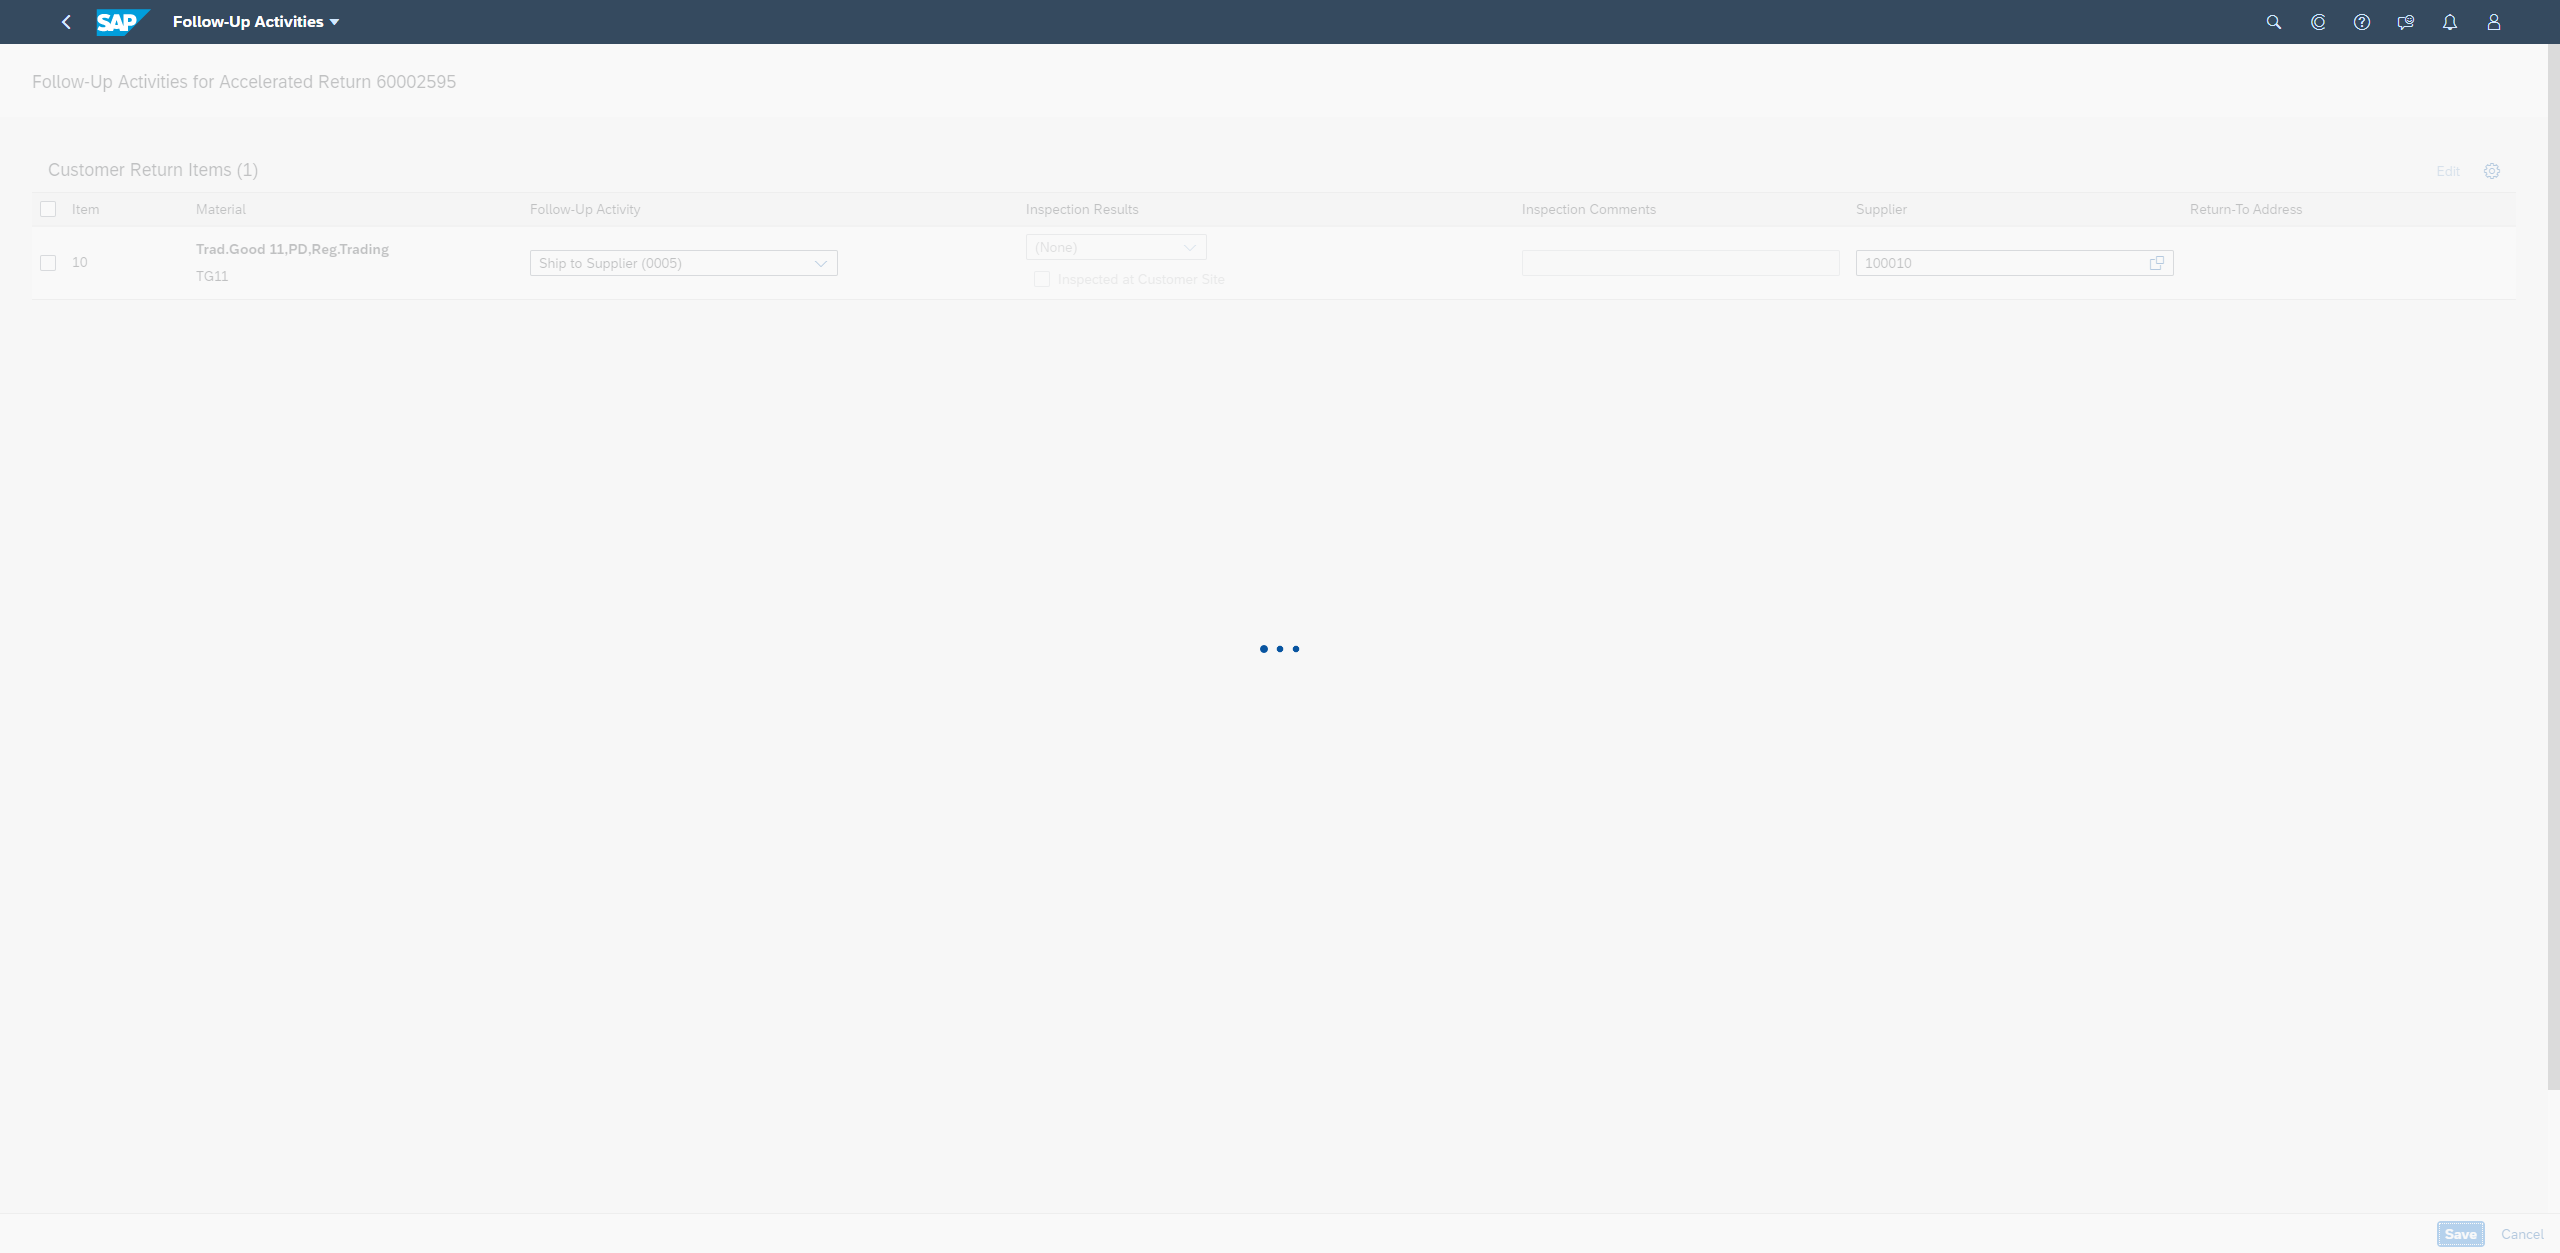 SAP Follow-Up Activities
Follow-Up Activities for Accelerated Return 60002595
Customer Return Items (1)
Edit
Item Material Follow-Up Activity Inspection Results Inspection Comments Supplier Return-To Address
10 Trad.Good 11,PD,Reg.Trading
TG11
Ship to Supplier (0005)
(None)
Inspected at Customer Site
100010
Save Cancel